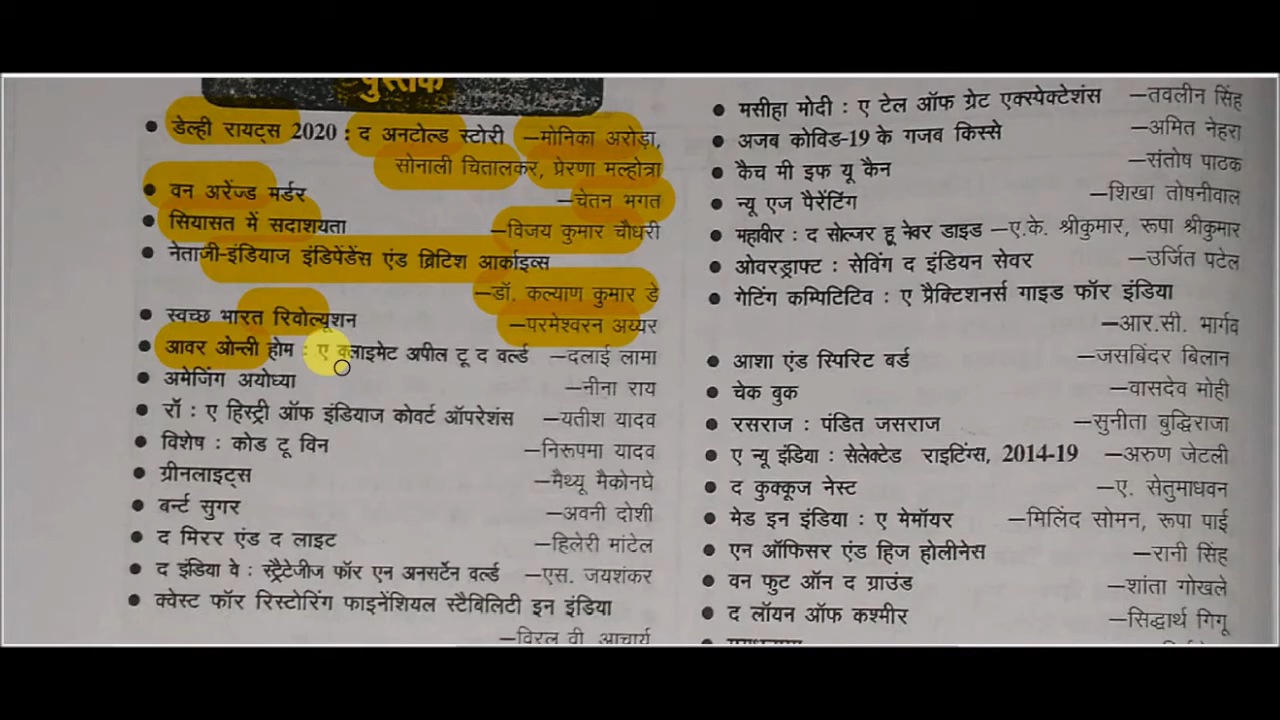 पुस्तक
• डेल्ही रायट्स 2020 : द अनटोल्ड स्टोरी —मोनिका अरोड़ा,
सोनाली चितालकर, प्रेरणा मल्होत्रा
• वन अरेंज्ड मर्डर —चेतन भगत
• सियासत में सदाशयता —विजय कुमार चौधरी
• नेताजी-इंडियाज इंडिपेंडेंस एंड ब्रिटिश आर्काइव्स
—डॉ. कल्याण कुमार डे
• स्वच्छ भारत रिवोल्यूशन —परमेश्वरन अय्यर
• आवर ओन्ली होम : ए क्लाइमेट अपील टू द वर्ल्ड —दलाई लामा
• अमेजिंग अयोध्या —नीना राय
• रॉ : ए हिस्ट्री ऑफ इंडियाज कोवर्ट ऑपरेशंस —यतीश यादव
• विशेष : कोड टू विन —निरूपमा यादव
• ग्रीनलाइट्स —मैथ्यू मैकोनघे
• बर्न्ट सुगर —अवनी दोशी
• द मिरर एंड द लाइट —हिलेरी मांटेल
• द इंडिया वे : स्ट्रैटेजीज फॉर एन अनसर्टेन वर्ल्ड —एस. जयशंकर
• क्वेस्ट फॉर रिस्टोरिंग फाइनेंशियल स्टैबिलिटी इन इंडिया
—विरल वी. आचार्य
• मसीहा मोदी : ए टेल ऑफ ग्रेट एक्स्पेक्टेशंस —तवलीन सिंह
• अजब कोविड-19 के गजब किस्से —अमित नेहरा
• कैच मी इफ यू कैन —संतोष पाठक
• न्यू एज पैरेंटिंग —शिखा तोषनीवाल
• महावीर : द सोल्जर हू नेवर डाइड —ए.के. श्रीकुमार, रूपा श्रीकुमार
• ओवरड्राफ्ट : सेविंग द इंडियन सेवर —उर्जित पटेल
• गेटिंग कम्पिटिटिव : ए प्रैक्टिशनर्स गाइड फॉर इंडिया
—आर.सी. भार्गव
• आशा एंड स्पिरिट बर्ड —जसबिंदर बिलान
• चेक बुक —वासदेव मोही
• रसराज : पंडित जसराज —सुनीता बुद्धिराजा
• ए न्यू इंडिया : सेलेक्टेड राइटिंग्स, 2014-19 —अरुण जेटली
• द कुक्कूज नेस्ट —ए. सेतुमाधवन
• मेड इन इंडिया : ए मेमॉयर —मिलिंद सोमन, रूपा पाई
• एन ऑफिसर एंड हिज होलीनेस —रानी सिंह
• वन फुट ऑन द ग्राउंड —शांता गोखले
• द लॉयन ऑफ कश्मीर —सिद्धार्थ गिगू